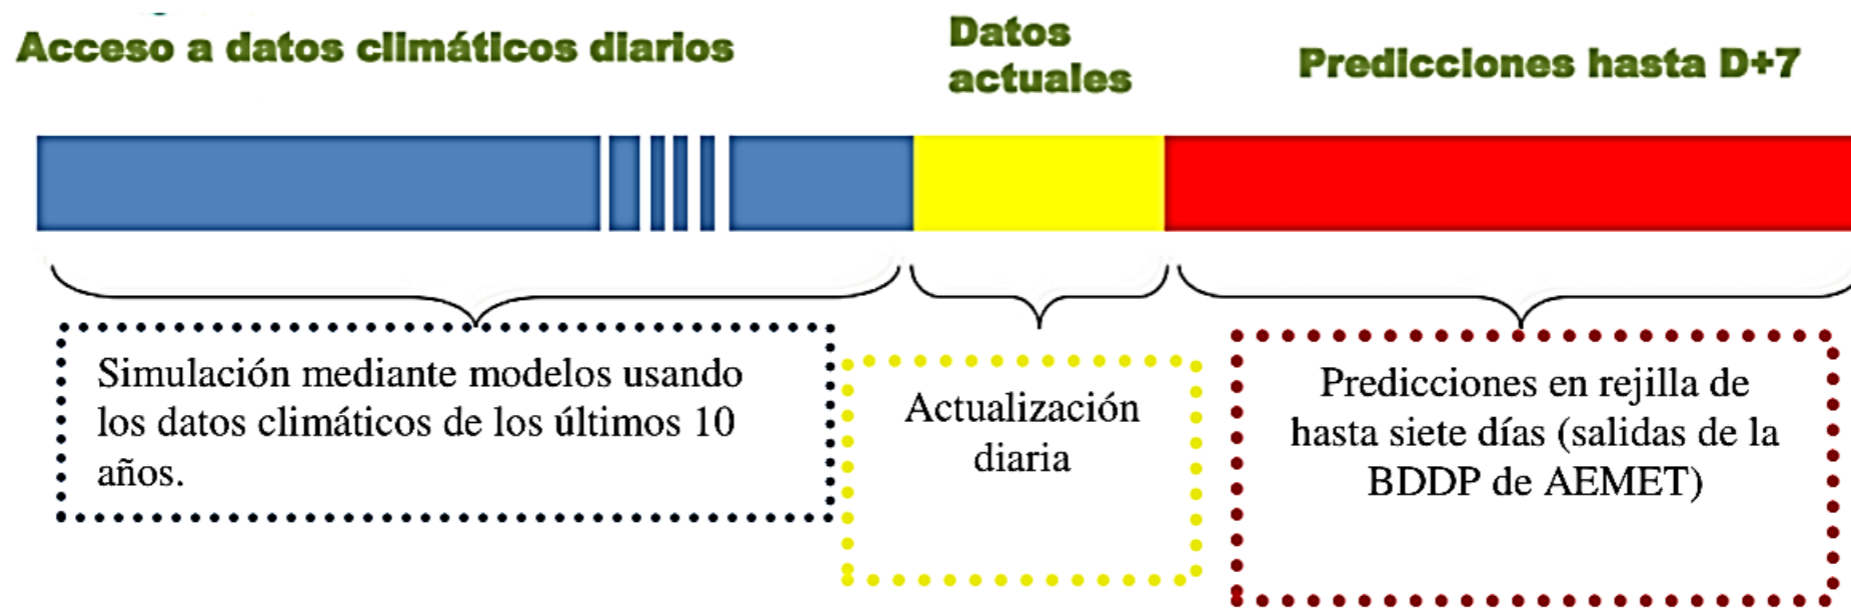 Acceso a datos climáticos diarios
Datos
actuales
Predicciones hasta D+7
Simulación mediante modelos usando
los datos climáticos de los últimos 10
años.
Actualización
diaria
Predicciones en rejilla de
hasta siete días (salidas de la
BDDP de AEMET)